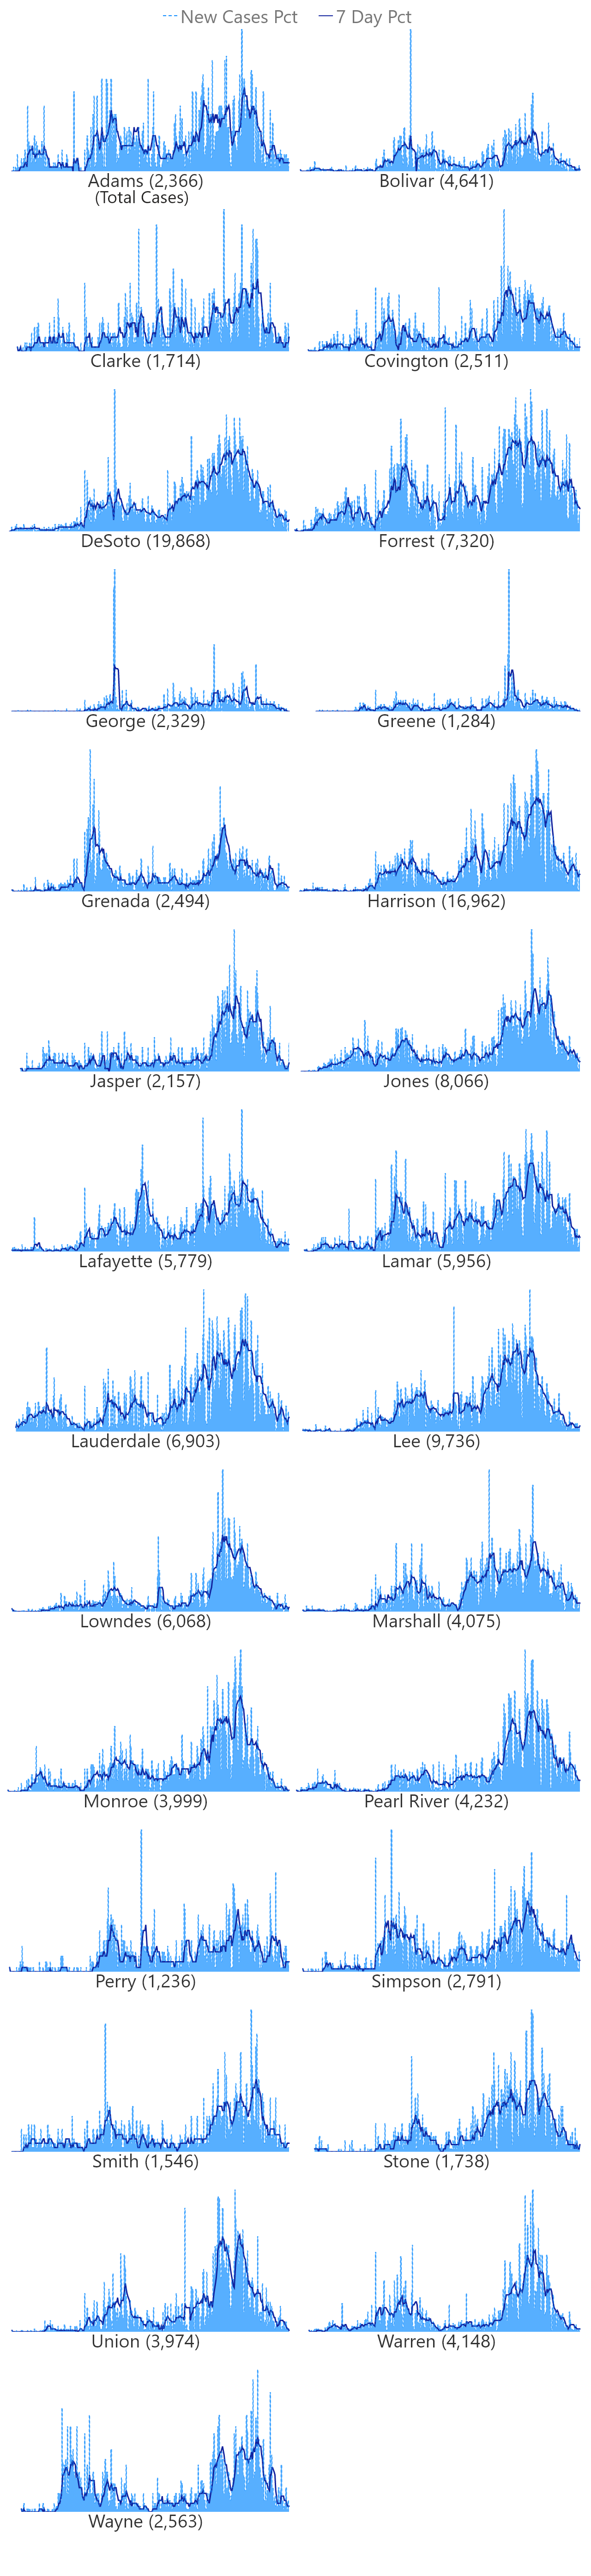 New Cases Pct 7 Day Pct
Adams (2,366) Bolivar (4,641)
(Total Cases)
Clarke (1,714) Covington (2,511)
DeSoto (19,868) Forrest (7,320)
George (2,329) Greene (1,284)
Grenada (2,494) Harrison (16,962)
Jasper (2,157) Jones (8,066)
Lafayette (5,779) Lamar (5,956)
Lauderdale (6,903) Lee (9,736)
Lowndes (6,068) Marshall (4,075)
Monroe (3,999) Pearl River (4,232)
Perry (1,236) Simpson (2,791)
Smith (1,546) Stone (1,738)
Union (3,974) Warren (4,148)
Wayne (2,563)